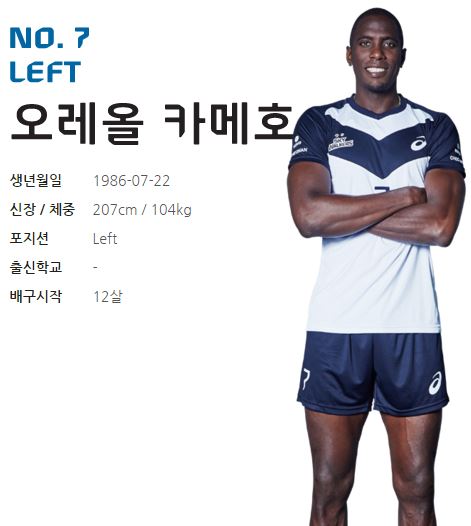 NO. 7
LEFT
오레올 카메호
생년월일 1986-07-22
신장 / 체중 207cm / 104kg
포지션 Left
출신학교 -
배구시작 12살
7